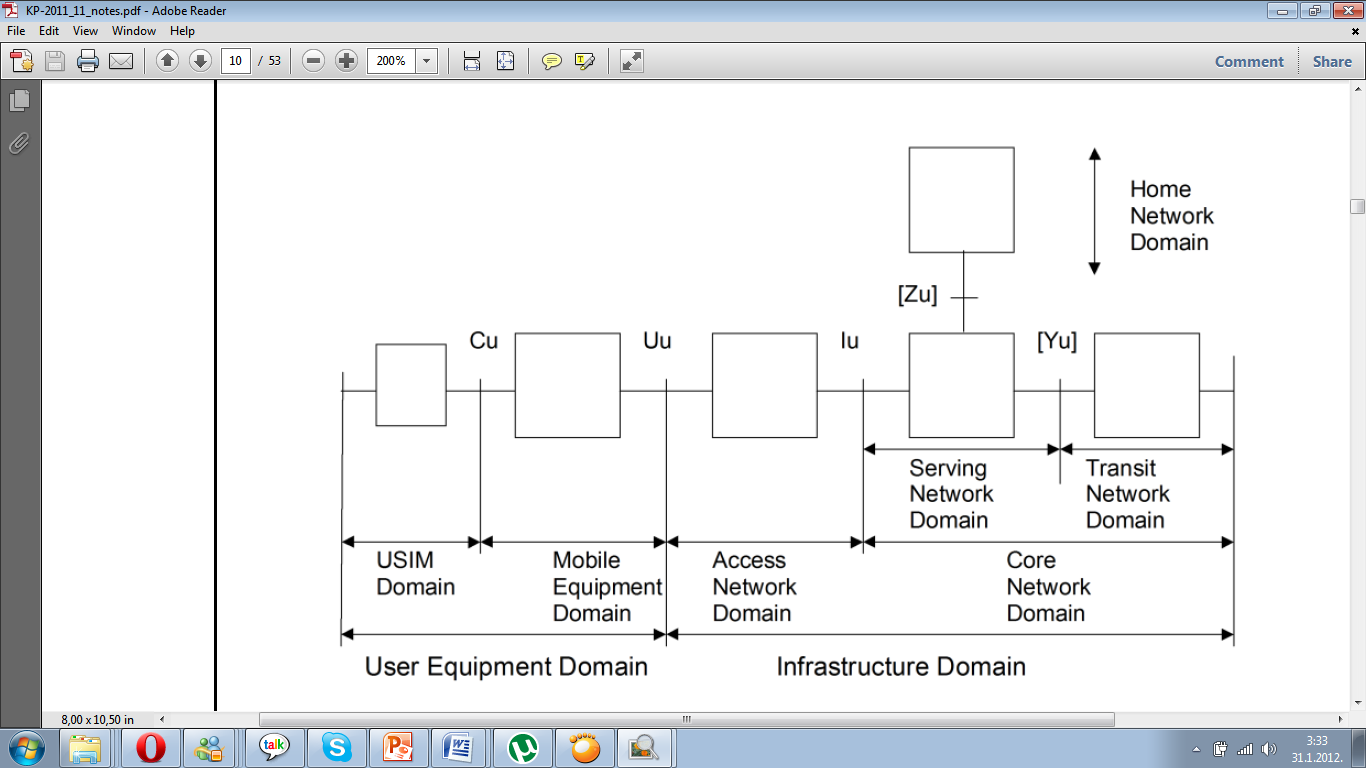 KP-2011_11_notes.pdf - Adobe Reader
File Edit View Window Help
10 / 53 200% Comment Share
Home
Network
Domain
[Zu]
Cu Uu Iu [Yu]
Serving
Network
Domain
Transit
Network
Domain
USIM
Domain
Mobile
Equipment
Domain
Access
Network
Domain
Core
Network
Domain
User Equipment Domain
Infrastructure Domain
8,00 x 10,50 in
talk
3:33
31.1.2012.